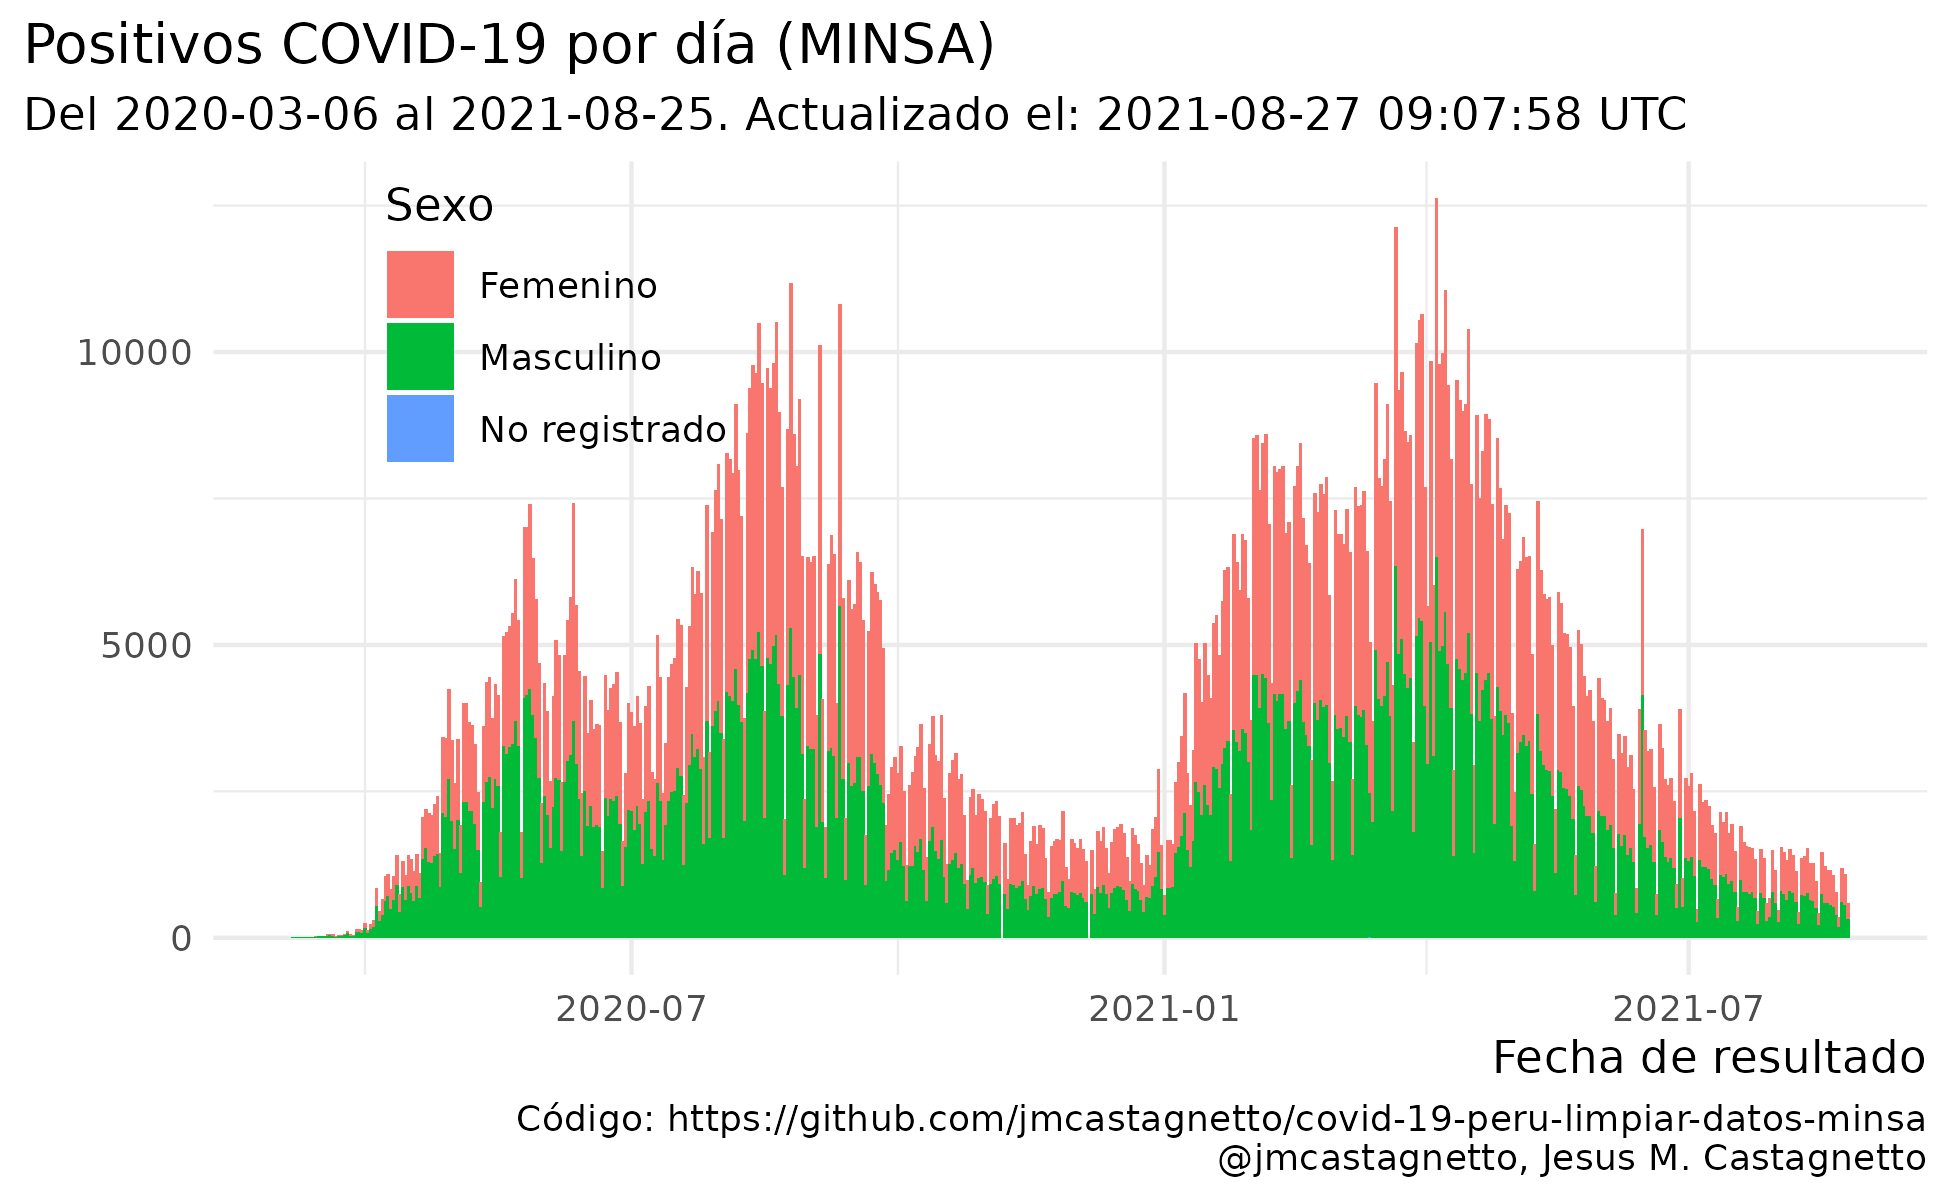 Positivos COVID-19 por día (MINSA)
Del 2020-03-06 al 2021-08-25. Actualizado el: 2021-08-27 09:07:58 UTC
Sexo
Femenino
Masculino
No registrado
10000
5000
0
2020-07
2021-01
2021-07
Fecha de resultado
Código: https://github.com/jmcastagnetto/covid-19-peru-limpiar-datos-minsa
@jmcastagnetto, Jesus M. Castagnetto